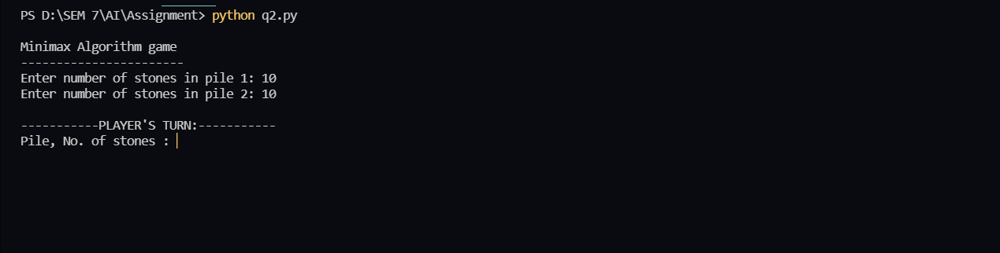 PS D:\SEM 7\AI\Assignment> python q2.py
Minimax Algorithm game
-----------------------
Enter number of stones in pile 1: 10
Enter number of stones in pile 2: 10
-----------PLAYER'S TURN:-----------
Pile, No. of stones :